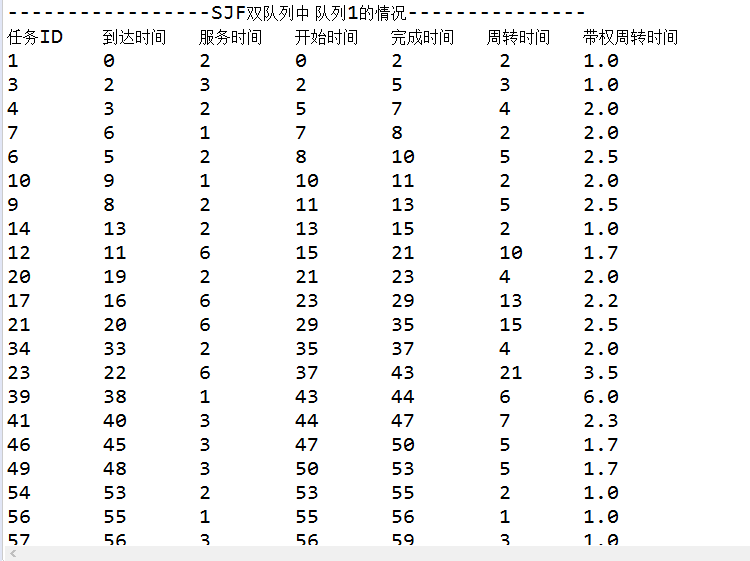 -----------------SJF双队列中 队列1的情况---------------
任务ID 到达时间 服务时间 开始时间 完成时间 周转时间 带权周转时间
1 0 2 0 2 2 1.0
3 2 3 2 5 3 1.0
4 3 2 5 7 4 2.0
7 6 1 7 8 2 2.0
6 5 2 8 10 5 2.5
10 9 1 10 11 2 2.0
9 8 2 11 13 5 2.5
14 13 2 13 15 2 1.0
12 11 6 15 21 10 1.7
20 19 2 21 23 4 2.0
17 16 6 23 29 13 2.2
21 20 6 29 35 15 2.5
34 33 2 35 37 4 2.0
23 22 6 37 43 21 3.5
39 38 1 43 44 6 6.0
41 40 3 44 47 7 2.3
46 45 3 47 50 5 1.7
49 48 3 50 53 5 1.7
54 53 2 53 55 2 1.0
56 55 1 55 56 1 1.0
57 56 3 56 59 3 1.0